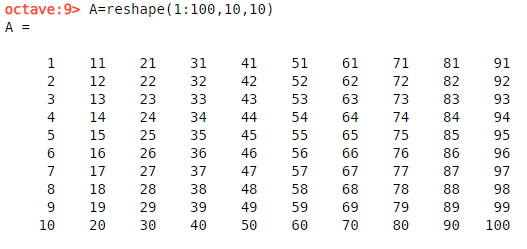 octave:9> A=reshape(1:100,10,10)
A =
1 11 21 31 41 51 61 71 81 91
2 12 22 32 42 52 62 72 82 92
3 13 23 33 43 53 63 73 83 93
4 14 24 34 44 54 64 74 84 94
5 15 25 35 45 55 65 75 85 95
6 16 26 36 46 56 66 76 86 96
7 17 27 37 47 57 67 77 87 97
8 18 28 38 48 58 68 78 88 98
9 19 29 39 49 59 69 79 89 99
10 20 30 40 50 60 70 80 90 100